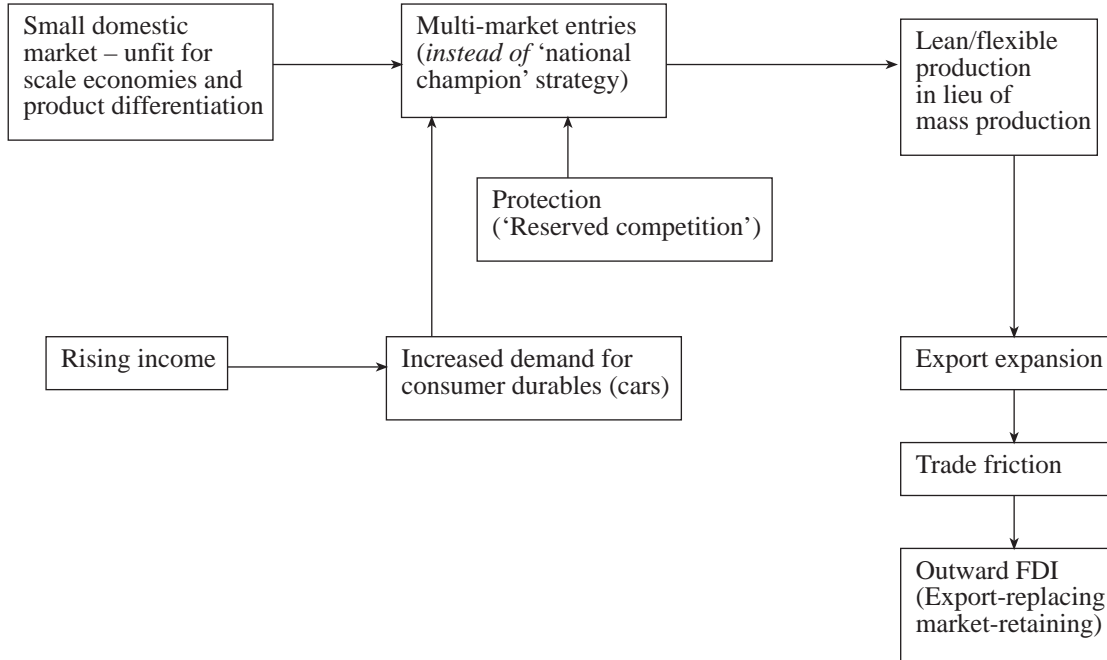 Small domestic
market – unfit for
scale economies and
product differentiation
Multi-market entries
(instead of ‘national
champion’ strategy)
Lean/flexible
production
in lieu of
mass production
Protection
(‘Reserved competition’)
Rising income
Increased demand for
consumer durables (cars)
Export expansion
Trade friction
Outward FDI
(Export-replacing
market-retaining)